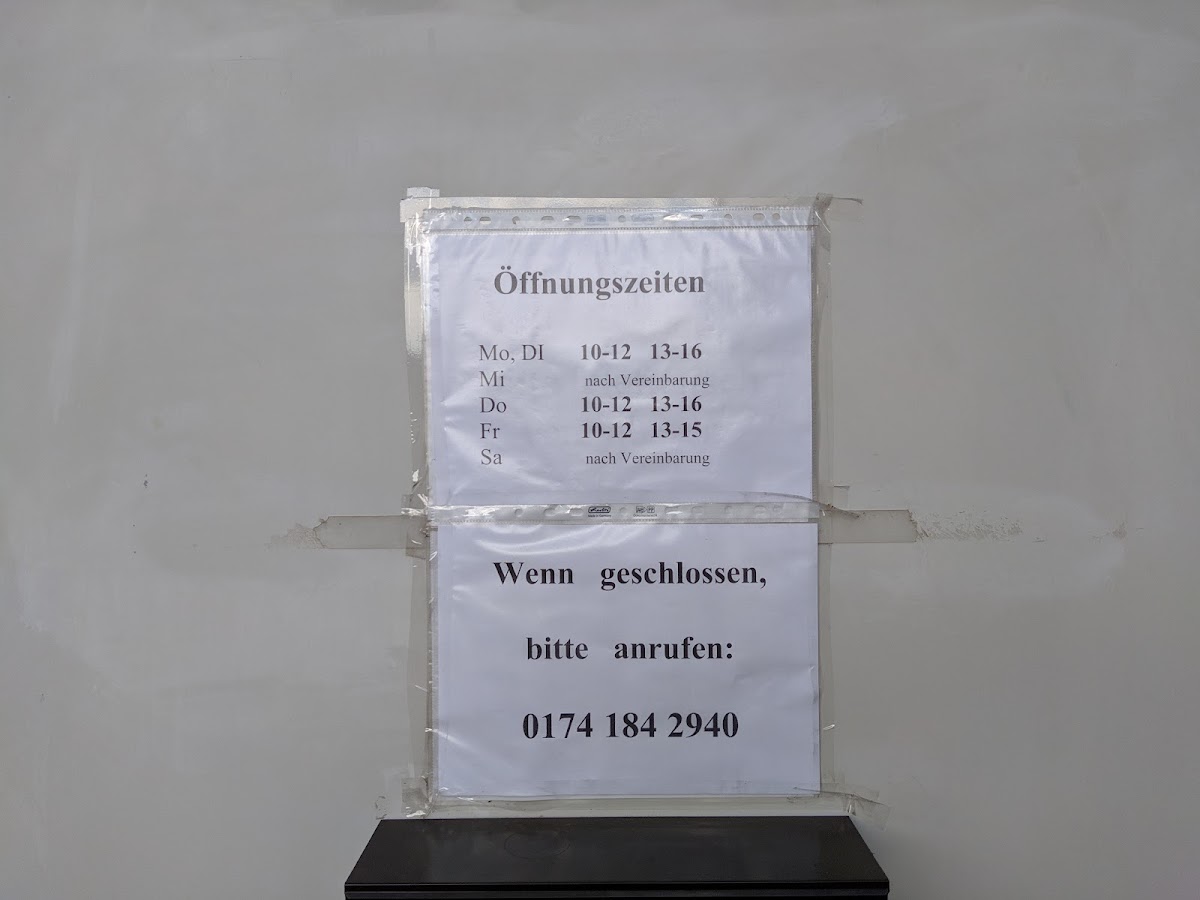 Öffnungszeiten
Mo, DI 10-12 13-16
Mi nach Vereinbarung
Do 10-12 13-16
Fr 10-12 13-15
Sa nach Vereinbarung
Wenn geschlossen,
bitte anrufen:
0174 184 2940